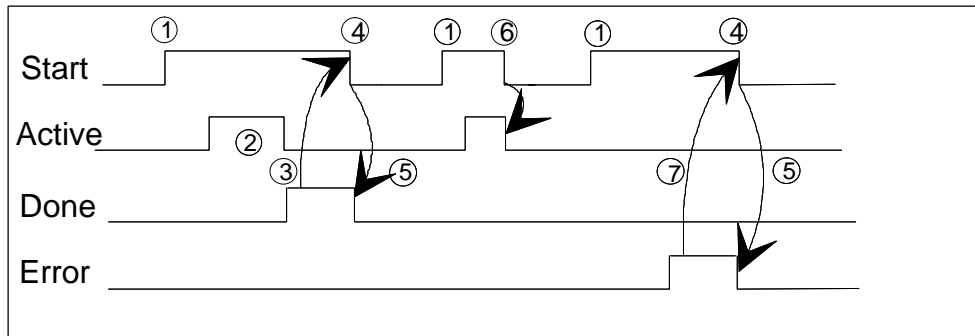 ① ④ ① ⑥ ① ④
Start
Active
②
③ ⑤ ⑦ ⑤
Done
Error